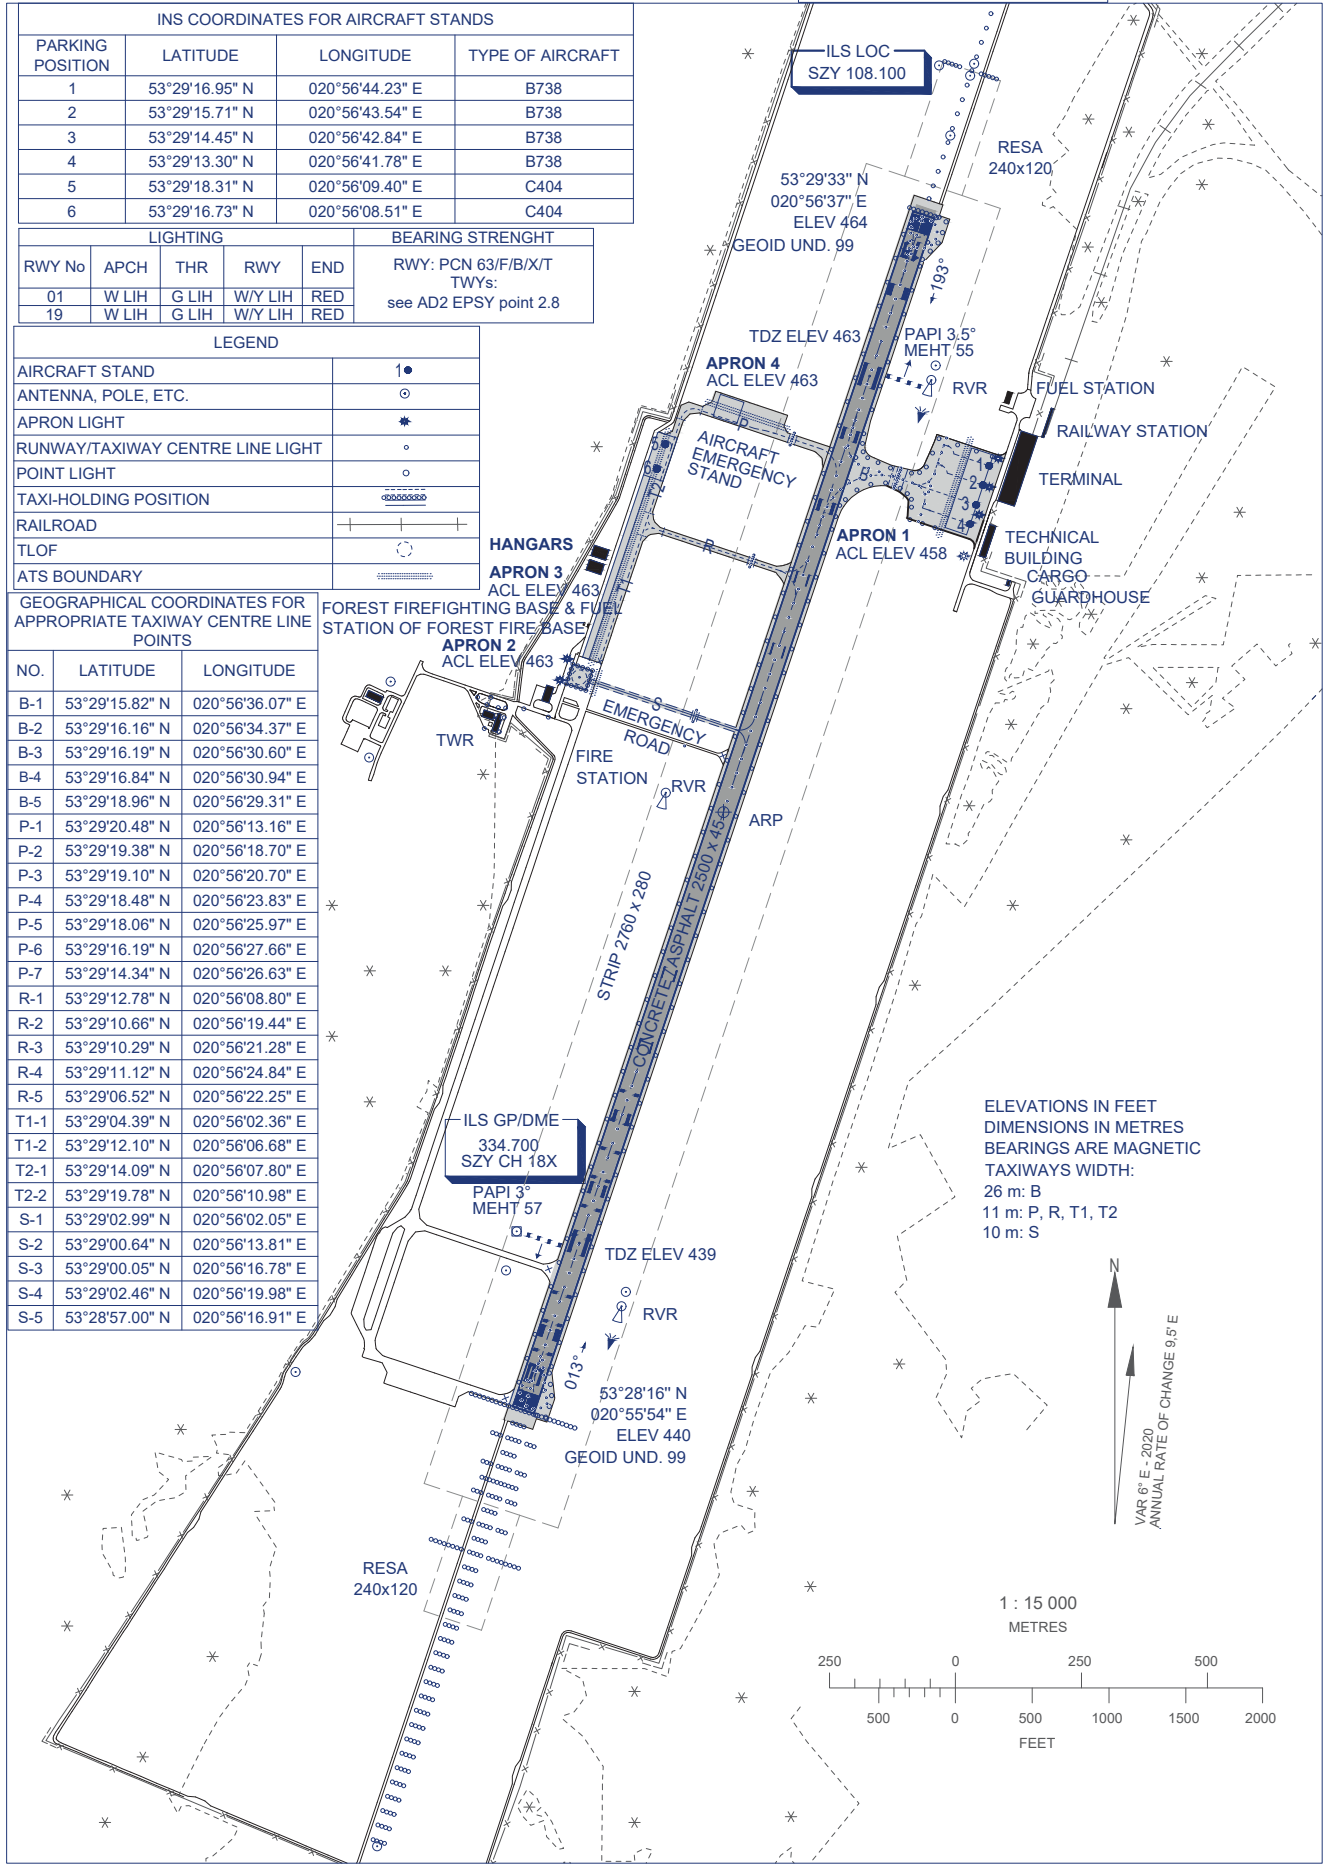 INS COORDINATES FOR AIRCRAFT STANDS
PARKING POSITION LATITUDE LONGITUDE TYPE OF AIRCRAFT
1 53°29'16.95" N 020°56'44.23" E B738
2 53°29'15.71" N 020°56'43.54" E B738
3 53°29'14.45" N 020°56'42.84" E B738
4 53°29'13.30" N 020°56'41.78" E B738
5 53°29'18.31" N 020°56'09.40" E C404
6 53°29'16.73" N 020°56'08.51" E C404
LIGHTING BEARING STRENGHT
RWY No APCH THR RWY END
01 W LIH G LIH W/Y LIH RED
19 W LIH G LIH W/Y LIH RED
RWY: PCN 63/F/B/X/T
TWYs:
see AD2 EPSY point 2.8
LEGEND
AIRCRAFT STAND 1
ANTENNA, POLE, ETC.
APRON LIGHT
RUNWAY/TAXIWAY CENTRE LINE LIGHT
POINT LIGHT
TAXI-HOLDING POSITION
RAILROAD
TLOF
ATS BOUNDARY
GEOGRAPHICAL COORDINATES FOR
APPROPRIATE TAXIWAY CENTRE LINE
POINTS
NO. LATITUDE LONGITUDE
B-1 53°29'15.82" N 020°56'36.07" E
B-2 53°29'16.16" N 020°56'34.37" E
B-3 53°29'16.19" N 020°56'30.60" E
B-4 53°29'16.84" N 020°56'30.94" E
B-5 53°29'18.96" N 020°56'29.31" E
P-1 53°29'20.48" N 020°56'13.16" E
P-2 53°29'19.38" N 020°56'18.70" E
P-3 53°29'19.10" N 020°56'20.70" E
P-4 53°29'18.48" N 020°56'23.83" E
P-5 53°29'18.06" N 020°56'25.97" E
P-6 53°29'16.19" N 020°56'27.66" E
P-7 53°29'14.34" N 020°56'26.63" E
R-1 53°29'12.78" N 020°56'08.80" E
R-2 53°29'10.66" N 020°56'19.44" E
R-3 53°29'10.29" N 020°56'21.28" E
R-4 53°29'11.12" N 020°56'24.84" E
R-5 53°29'06.52" N 020°56'22.25" E
T1-1 53°29'04.39" N 020°56'02.36" E
T1-2 53°29'12.10" N 020°56'06.68" E
T2-1 53°29'14.09" N 020°56'07.80" E
T2-2 53°29'19.78" N 020°56'10.98" E
S-1 53°29'02.99" N 020°56'02.05" E
S-2 53°29'00.64" N 020°56'13.81" E
S-3 53°29'00.05" N 020°56'16.78" E
S-4 53°29'02.46" N 020°56'19.98" E
S-5 53°28'57.00" N 020°56'16.91" E
ILS LOC
SZY 108.100
RESA
240x120
53°29'33" N
020°56'37" E
ELEV 464
GEOID UND. 99
193°
TDZ ELEV 463
PAPI 3.5°
MEHT 55
RVR
APRON 4
ACL ELEV 463
FUEL STATION
RAILWAY STATION
TERMINAL
AIRCRAFT
EMERGENCY
STAND
P
B
5
6
T2
1
2
3
4
APRON 1
ACL ELEV 458
TECHNICAL
BUILDING
CARGO
GUARDHOUSE
HANGARS
R
T1
APRON 3
ACL ELEV 463
FOREST FIREFIGHTING BASE & FUEL
STATION OF FOREST FIRE BASE
APRON 2
ACL ELEV 463
S
EMERGENCY
ROAD
TWR
FIRE
STATION
RVR
ARP
STRIP 2760 x 280
CONCRETE/ASPHALT 2500 x 45
ILS GP/DME
334.700
SZY CH 18X
PAPI 3°
MEHT 57
TDZ ELEV 439
RVR
013°
53°28'16" N
020°55'54" E
ELEV 440
GEOID UND. 99
RESA
240x120
ELEVATIONS IN FEET
DIMENSIONS IN METRES
BEARINGS ARE MAGNETIC
TAXIWAYS WIDTH:
26 m: B
11 m: P, R, T1, T2
10 m: S
N
VAR 6° E - 2020
ANNUAL RATE OF CHANGE 9,5' E
1 : 15 000
METRES
250 0 250 500
500 0 500 1000 1500 2000
FEET